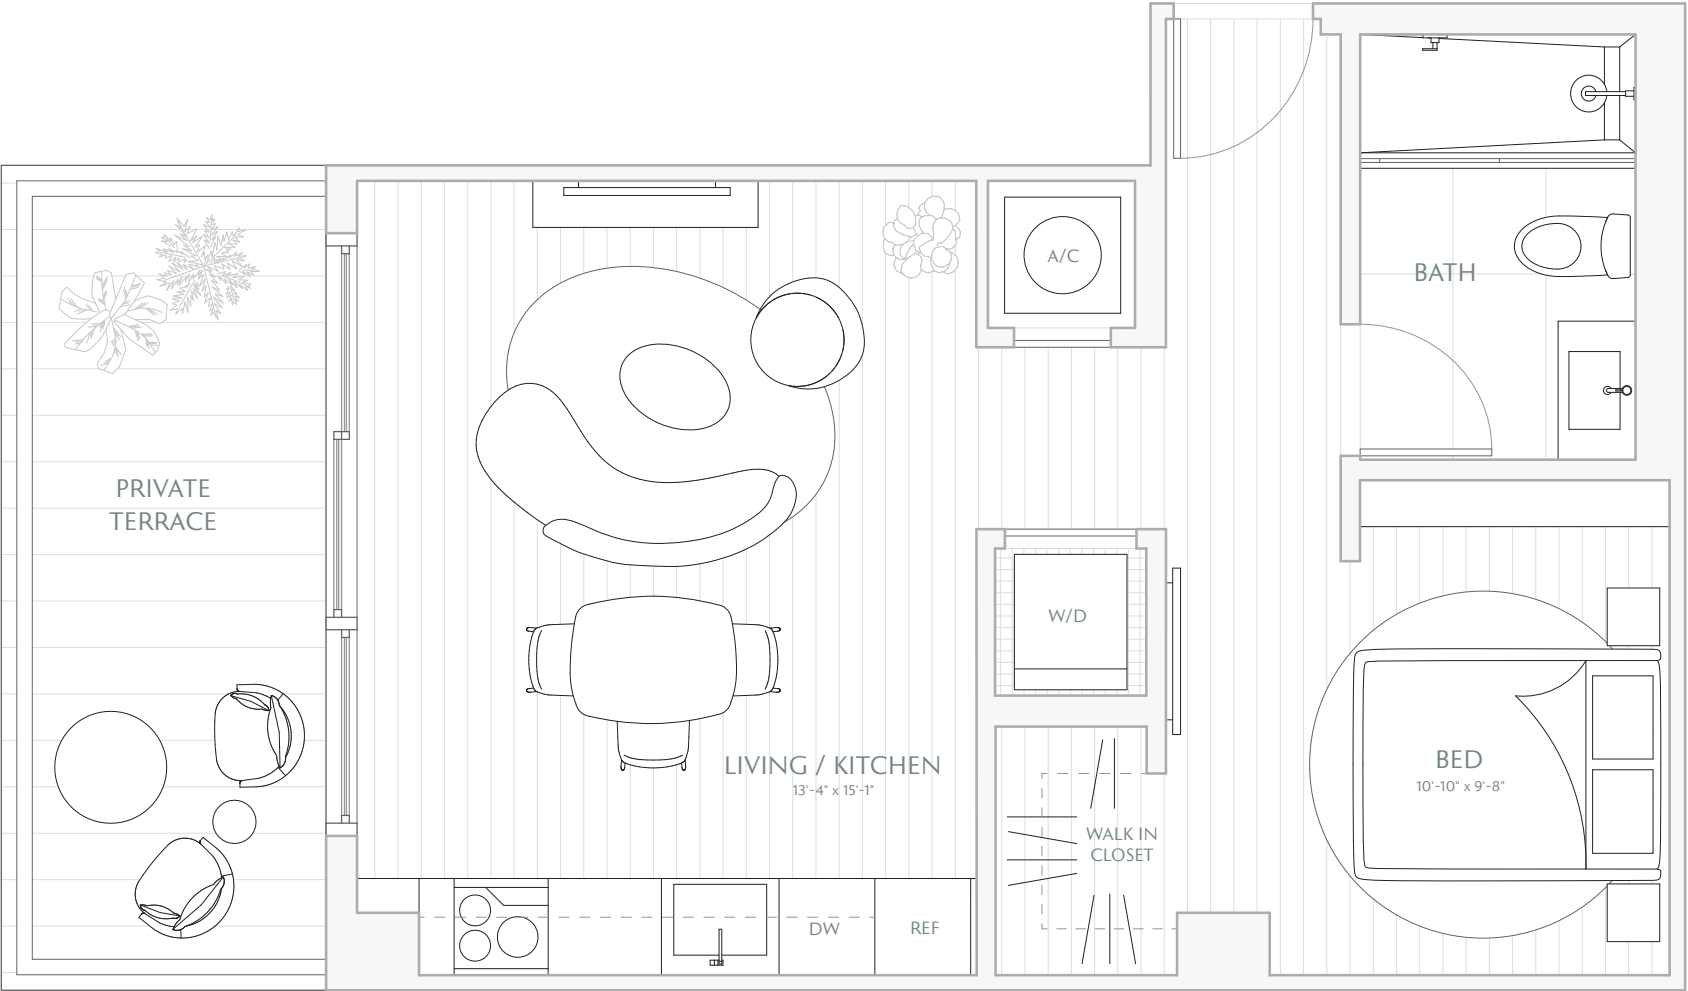 A/C
BATH
PRIVATE
TERRACE
W/D
LIVING / KITCHEN
13'-4" x 15'-1"
BED
10'-10" x 9'-8"
WALK IN
CLOSET
DW
REF